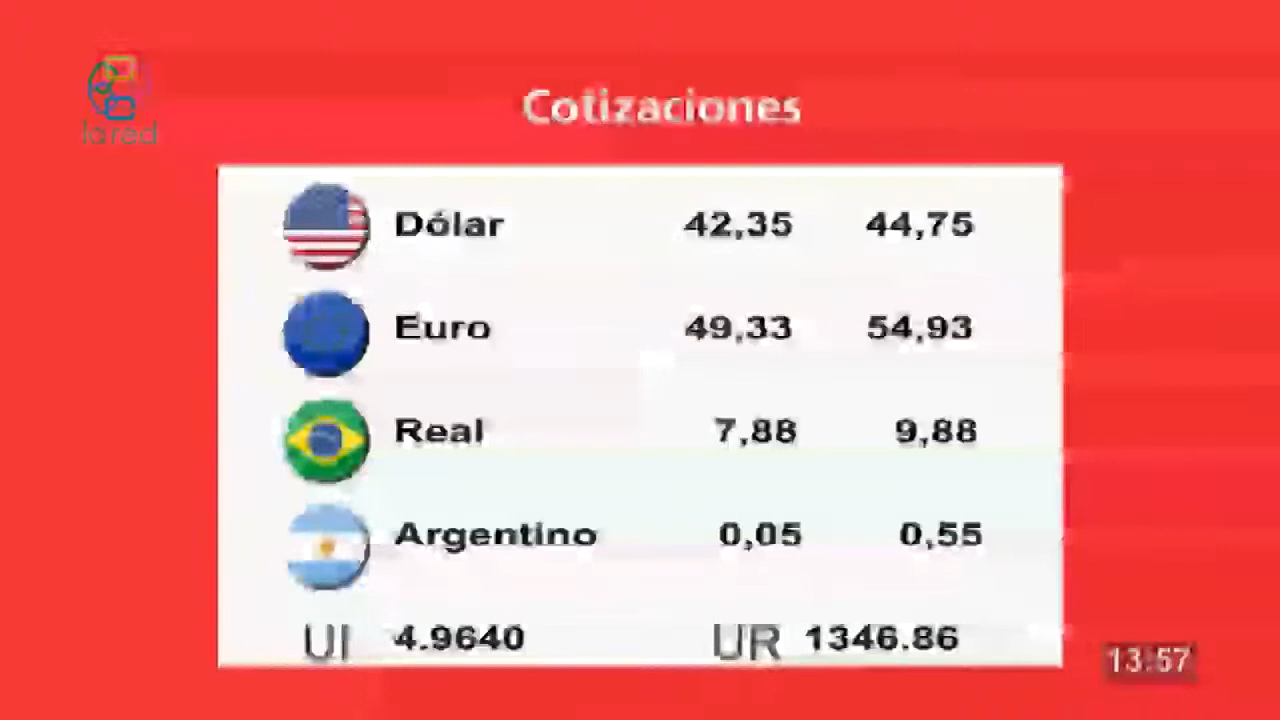 la red
Cotizaciones
Dólar 42,35 44,75
Euro 49,33 54,93
Real 7,88 9,88
Argentino 0,05 0,55
UI 4.9640 UR 1346.86
13:57